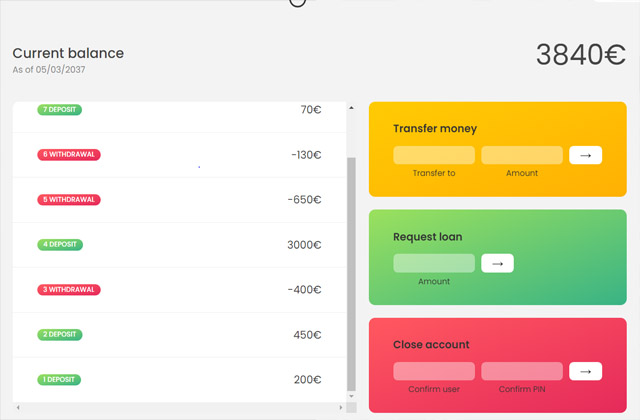 Current balance
As of 05/03/2037
3840€
7 DEPOSIT 70€
6 WITHDRAWAL -130€
5 WITHDRAWAL -650€
4 DEPOSIT 3000€
3 WITHDRAWAL -400€
2 DEPOSIT 450€
1 DEPOSIT 200€
Transfer money
→
Transfer to Amount
Request loan
→
Amount
Close account
→
Confirm user Confirm PIN